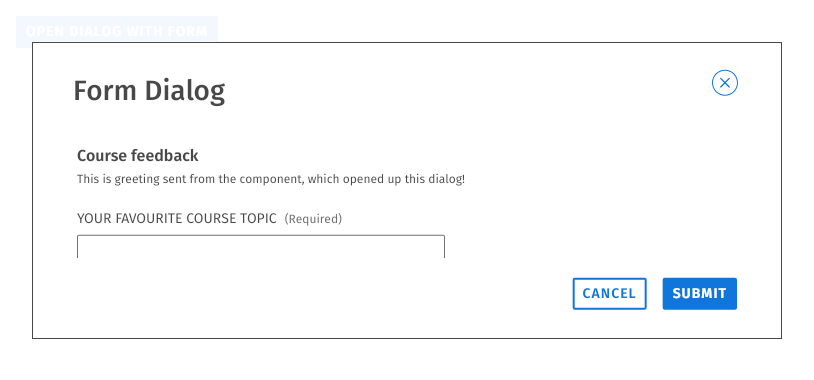 OPEN DIALOG WITH FORM
Form Dialog
Course feedback
This is greeting sent from the component, which opened up this dialog!
YOUR FAVOURITE COURSE TOPIC (Required)
CANCEL SUBMIT